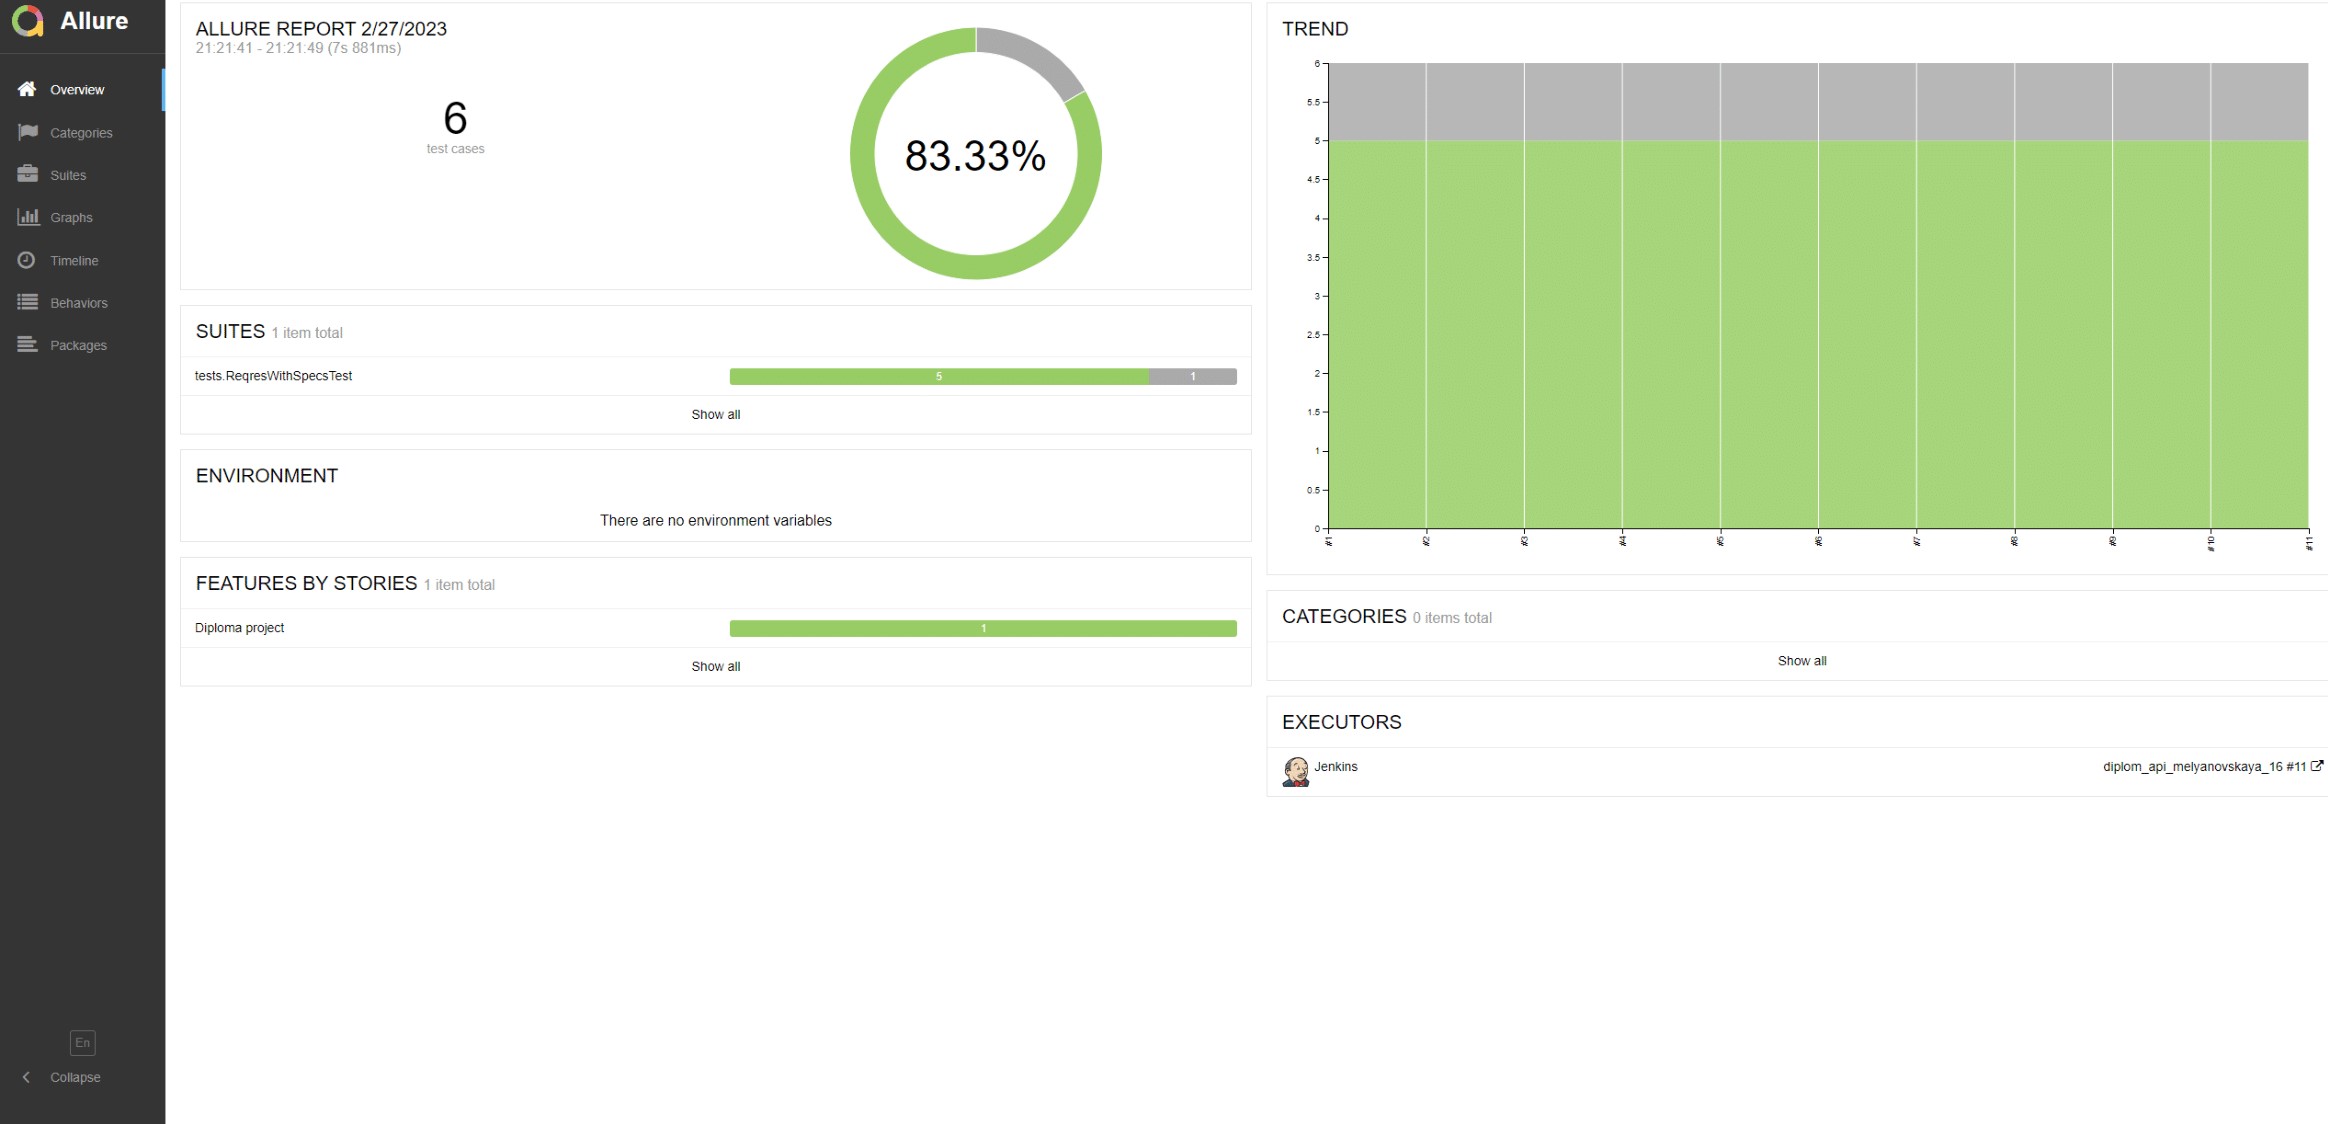 Allure
Overview
Categories
Suites
Graphs
Timeline
Behaviors
Packages
En
Collapse
ALLURE REPORT 2/27/2023
21:21:41 - 21:21:49 (7s 881ms)
6
test cases
83.33%
SUITES 1 item total
tests.ReqresWithSpecsTest 5 1
Show all
ENVIRONMENT
There are no environment variables
FEATURES BY STORIES 1 item total
Diploma project 1
Show all
TREND
6
5.5
5
4.5
4
3.5
3
2.5
2
1.5
1
0.5
0
#1 #2 #3 #4 #5 #6 #7 #8 #9 #10 #11
CATEGORIES 0 items total
Show all
EXECUTORS
Jenkins diplom_api_melyanovskaya_16 #11